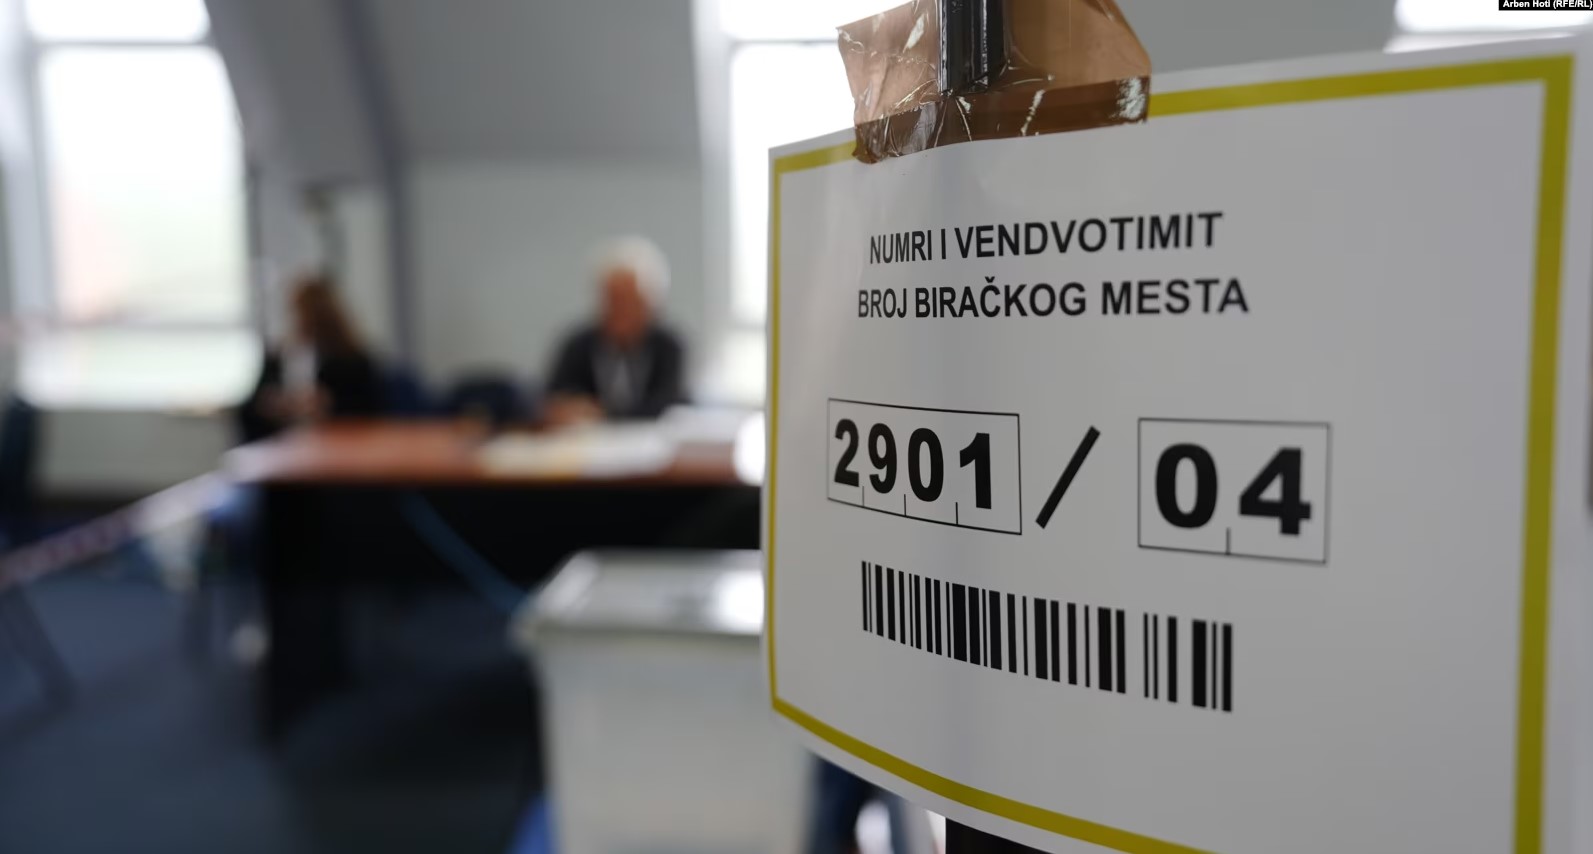 Arben Hoti (RFE/RL)
NUMRI I VENDVOTIMIT
BROJ BIRAČKOG MESTA
2901 / 04